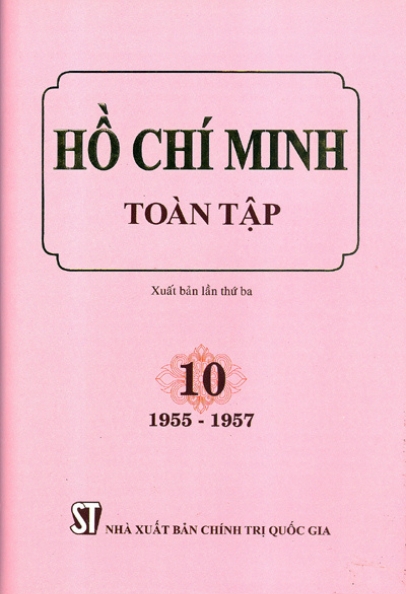 HỒ CHÍ MINH
TOÀN TẬP
Xuất bản lần thứ ba
10
1955 - 1957
ST NHÀ XUẤT BẢN CHÍNH TRỊ QUỐC GIA